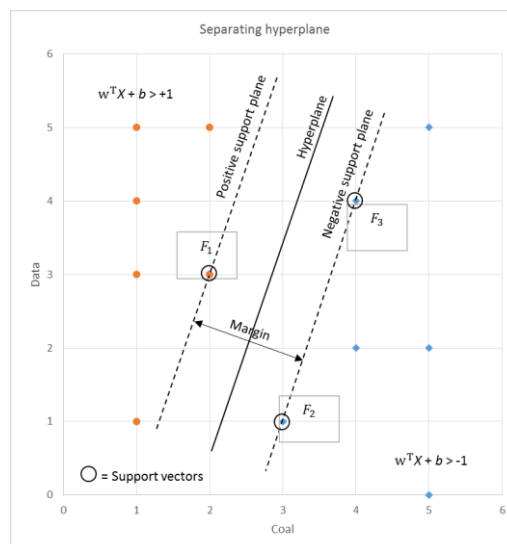 Separating hyperplane
6
wᵀX + b > +1
Positive support plane
Hyperplane
Negative support plane
5
4
F₁
F₃
Data
3
Margin
2
F₂
1
wᵀX + b > -1
= Support vectors
0
0 1 2 3 4 5 6
Coal